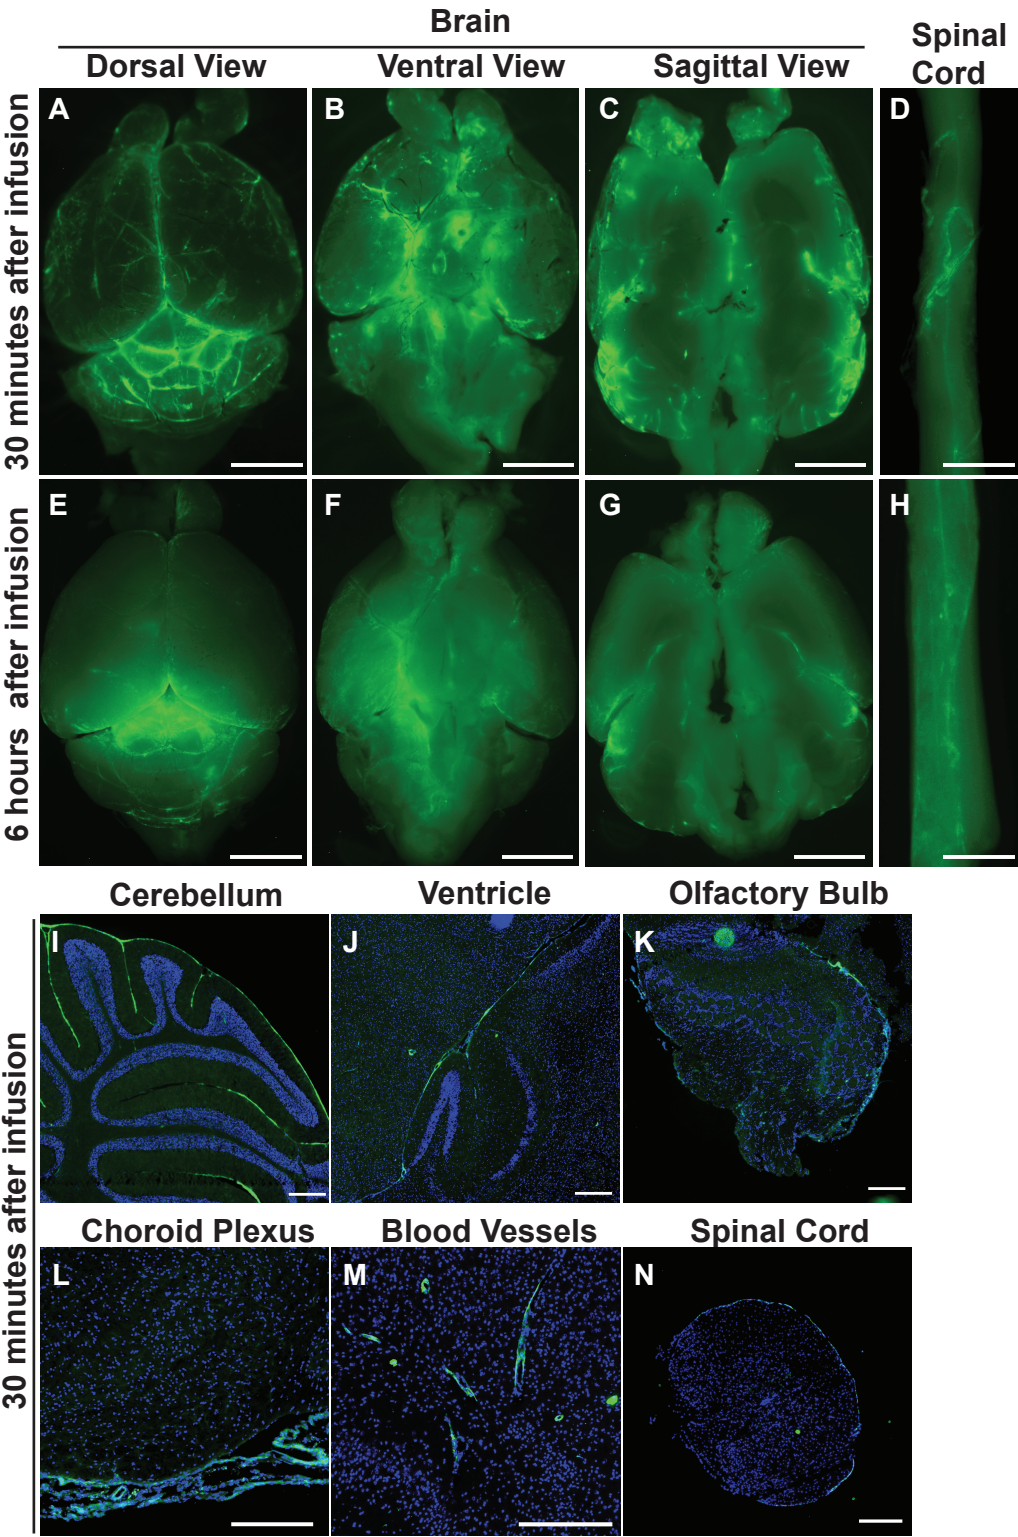 Brain
Spinal
Cord
Dorsal View
Ventral View
Sagittal View
30 minutes after infusion
A
B
C
D
6 hours after infusion
E
F
G
H
Cerebellum
Ventricle
Olfactory Bulb
30 minutes after infusion
I
J
K
Choroid Plexus
Blood Vessels
Spinal Cord
L
M
N